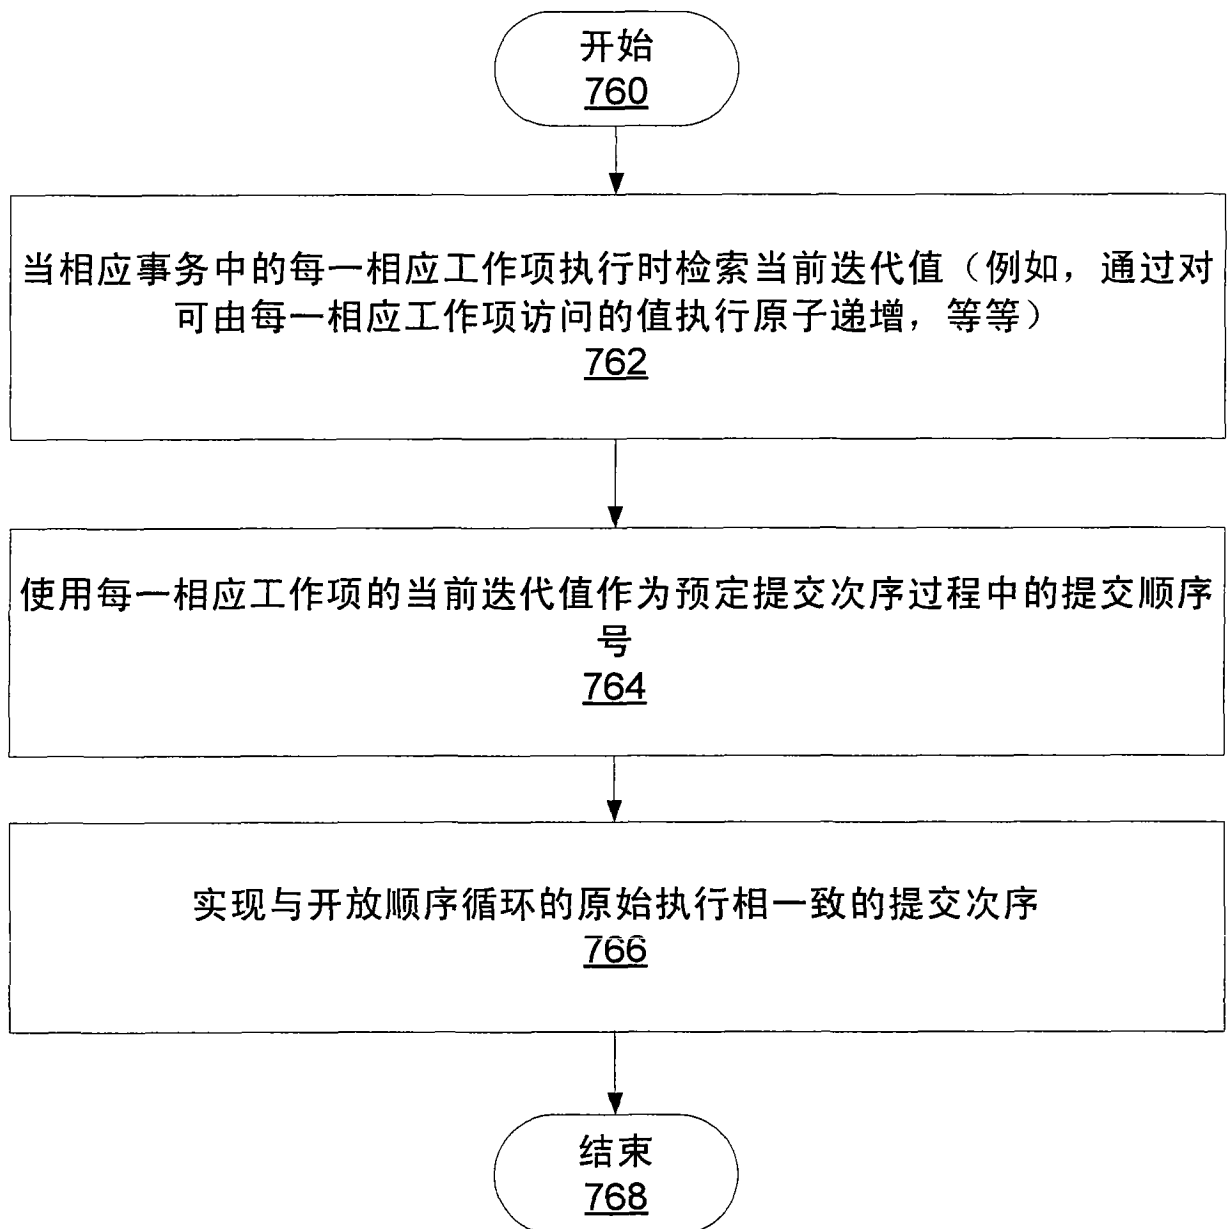 开始
760
当相应事务中的每一相应工作项执行时检索当前迭代值（例如，通过对
可由每一相应工作项访问的值执行原子递增，等等）
762
使用每一相应工作项的当前迭代值作为预定提交次序过程中的提交顺序
号
764
实现与开放顺序循环的原始执行相一致的提交次序
766
结束
768